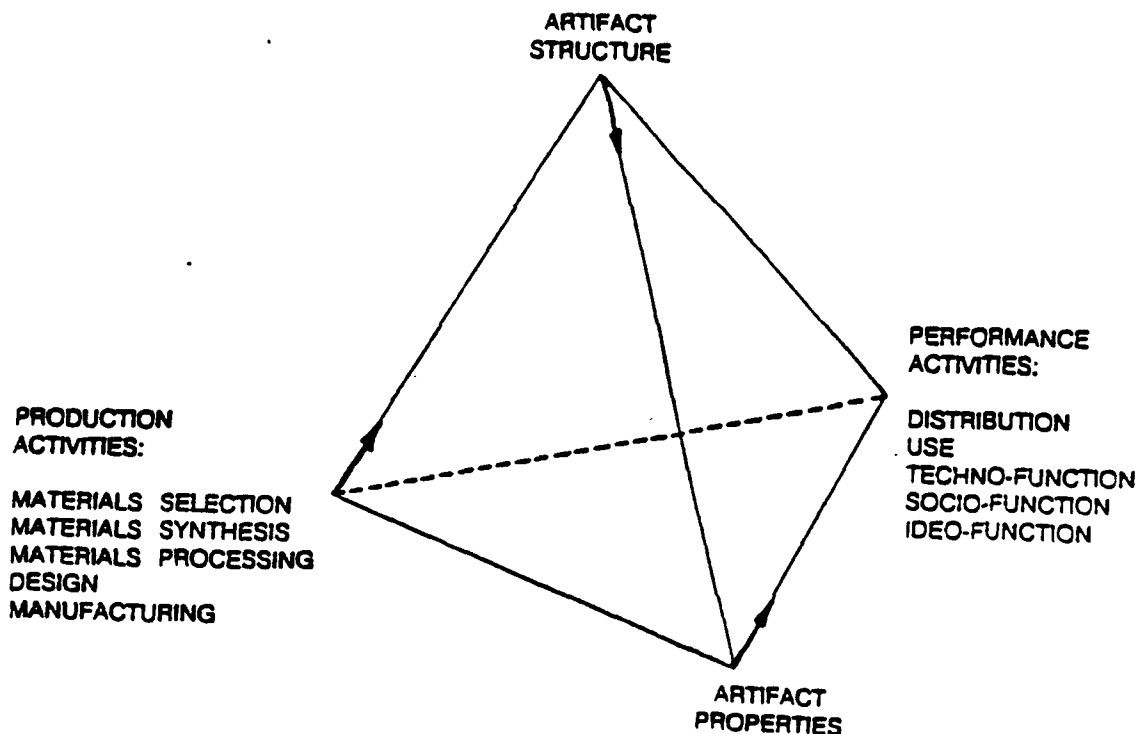 ARTIFACT
STRUCTURE
PERFORMANCE
ACTIVITIES:
DISTRIBUTION
USE
TECHNO-FUNCTION
SOCIO-FUNCTION
IDEO-FUNCTION
PRODUCTION
ACTIVITIES:
MATERIALS SELECTION
MATERIALS SYNTHESIS
MATERIALS PROCESSING
DESIGN
MANUFACTURING
ARTIFACT
PROPERTIES